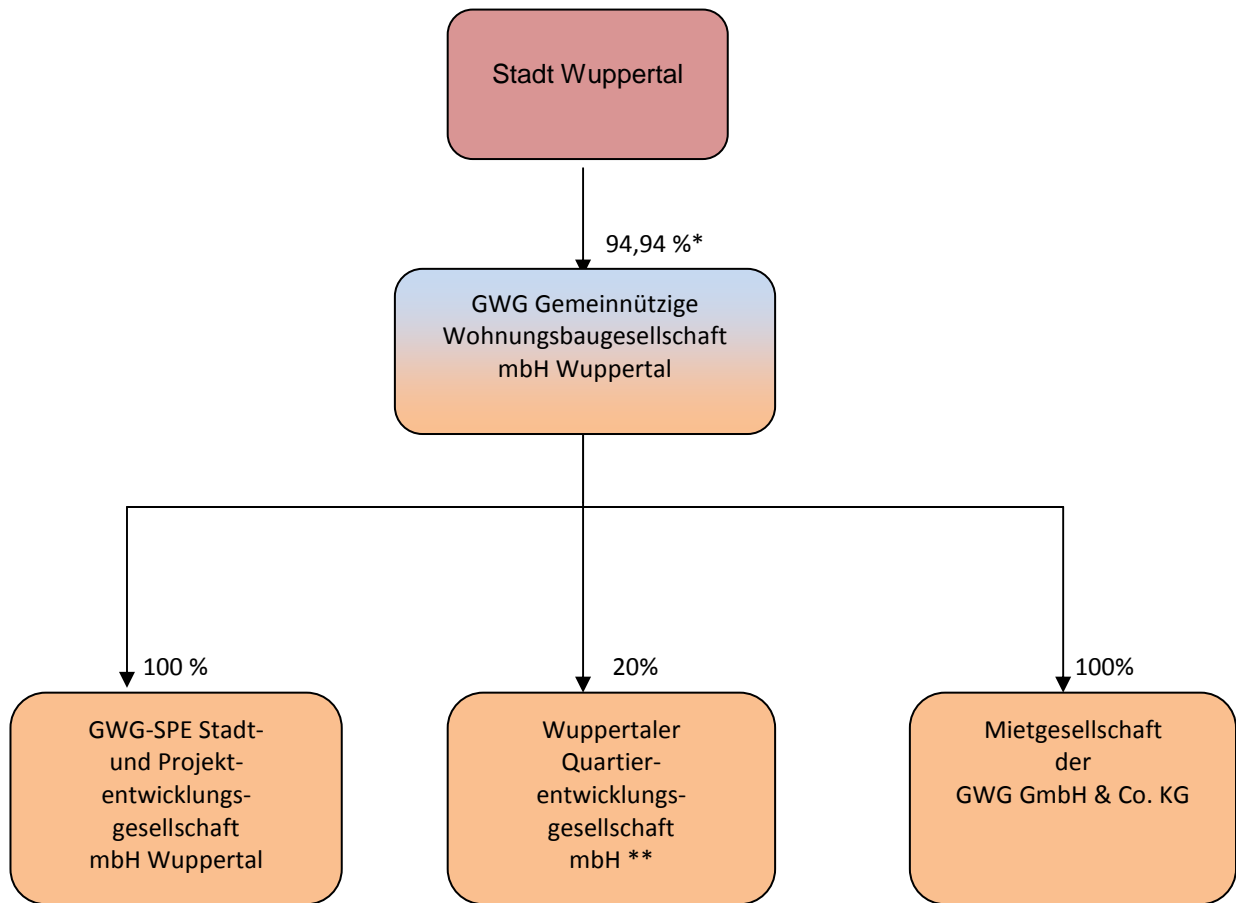 Stadt Wuppertal
94,94 %*
GWG Gemeinnützige
Wohnungsbaugesellschaft
mbH Wuppertal
100 %
20%
100%
GWG-SPE Stadt-
und Projekt-
entwicklungs-
gesellschaft
mbH Wuppertal
Wuppertaler
Quartier-
entwicklungs-
gesellschaft
mbH **
Mietgesellschaft
der
GWG GmbH & Co. KG